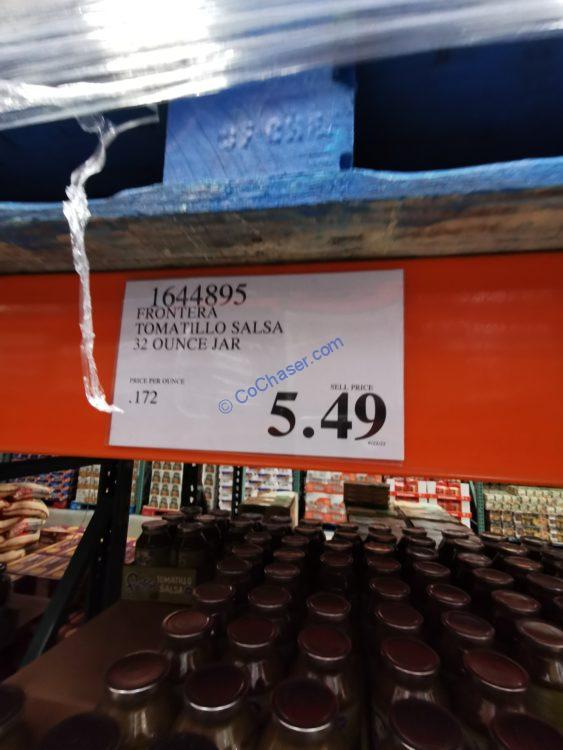 1644895
FRONTERA
TOMATILLO SALSA
32 OUNCE JAR
PRICE PER OUNCE
.172
SELL PRICE
5.49
© CoChaser.com
TOMATILLO
SALSA